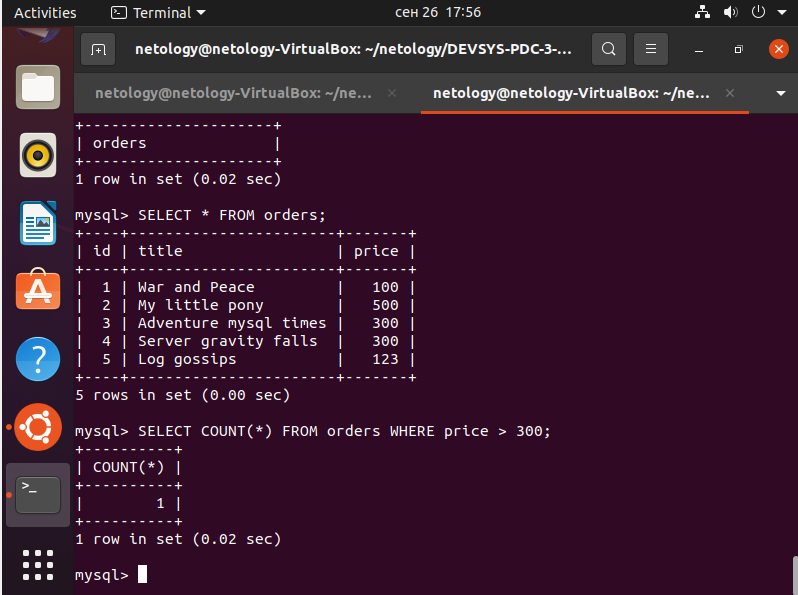 Activities Terminal сен 26 17:56
netology@netology-VirtualBox: ~/netology/DEVSYS-PDC-3-...
netology@netology-VirtualBox: ~/ne... netology@netology-VirtualBox: ~/ne...
+---------------------+
| orders              |
+---------------------+
1 row in set (0.02 sec)
mysql> SELECT * FROM orders;
+----+-----------------------+-------+
| id | title                 | price |
+----+-----------------------+-------+
|  1 | War and Peace         |   100 |
|  2 | My little pony        |   500 |
|  3 | Adventure mysql times |   300 |
|  4 | Server gravity falls  |   300 |
|  5 | Log gossips           |   123 |
+----+-----------------------+-------+
5 rows in set (0.00 sec)
mysql> SELECT COUNT(*) FROM orders WHERE price > 300;
+----------+
| COUNT(*) |
+----------+
|        1 |
+----------+
1 row in set (0.02 sec)
mysql>